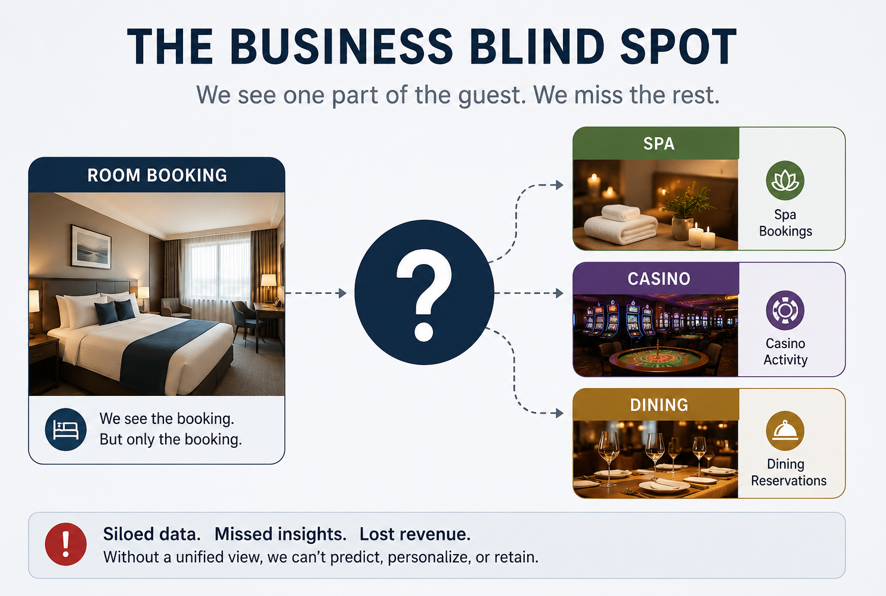 THE BUSINESS BLIND SPOT
We see one part of the guest. We miss the rest.
ROOM BOOKING
We see the booking.
But only the booking.
?
SPA
Spa
Bookings
CASINO
Casino
Activity
DINING
Dining
Reservations
!
Siloed data. Missed insights. Lost revenue.
Without a unified view, we can't predict, personalize, or retain.